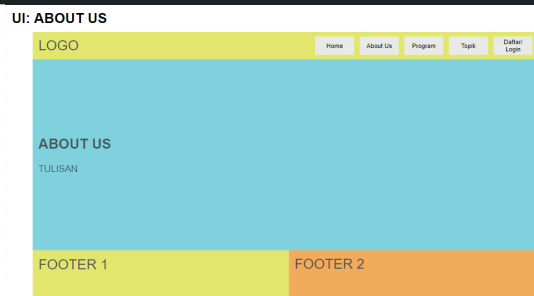 UI: ABOUT US
LOGO
Home
About Us
Program
Topik
Daftar/
Login
ABOUT US
TULISAN
FOOTER 1
FOOTER 2